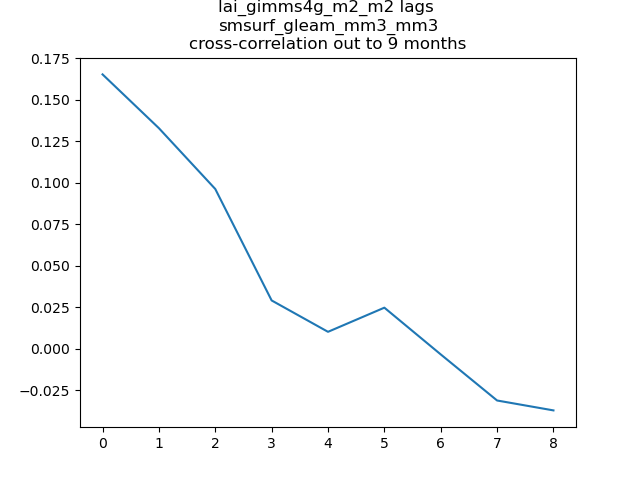 lai_gimms4g_m2_m2 lags
smsurf_gleam_mm3_mm3
cross-correlation out to 9 months
0.175
0.150
0.125
0.100
0.075
0.050
0.025
0.000
−0.025
0 1 2 3 4 5 6 7 8